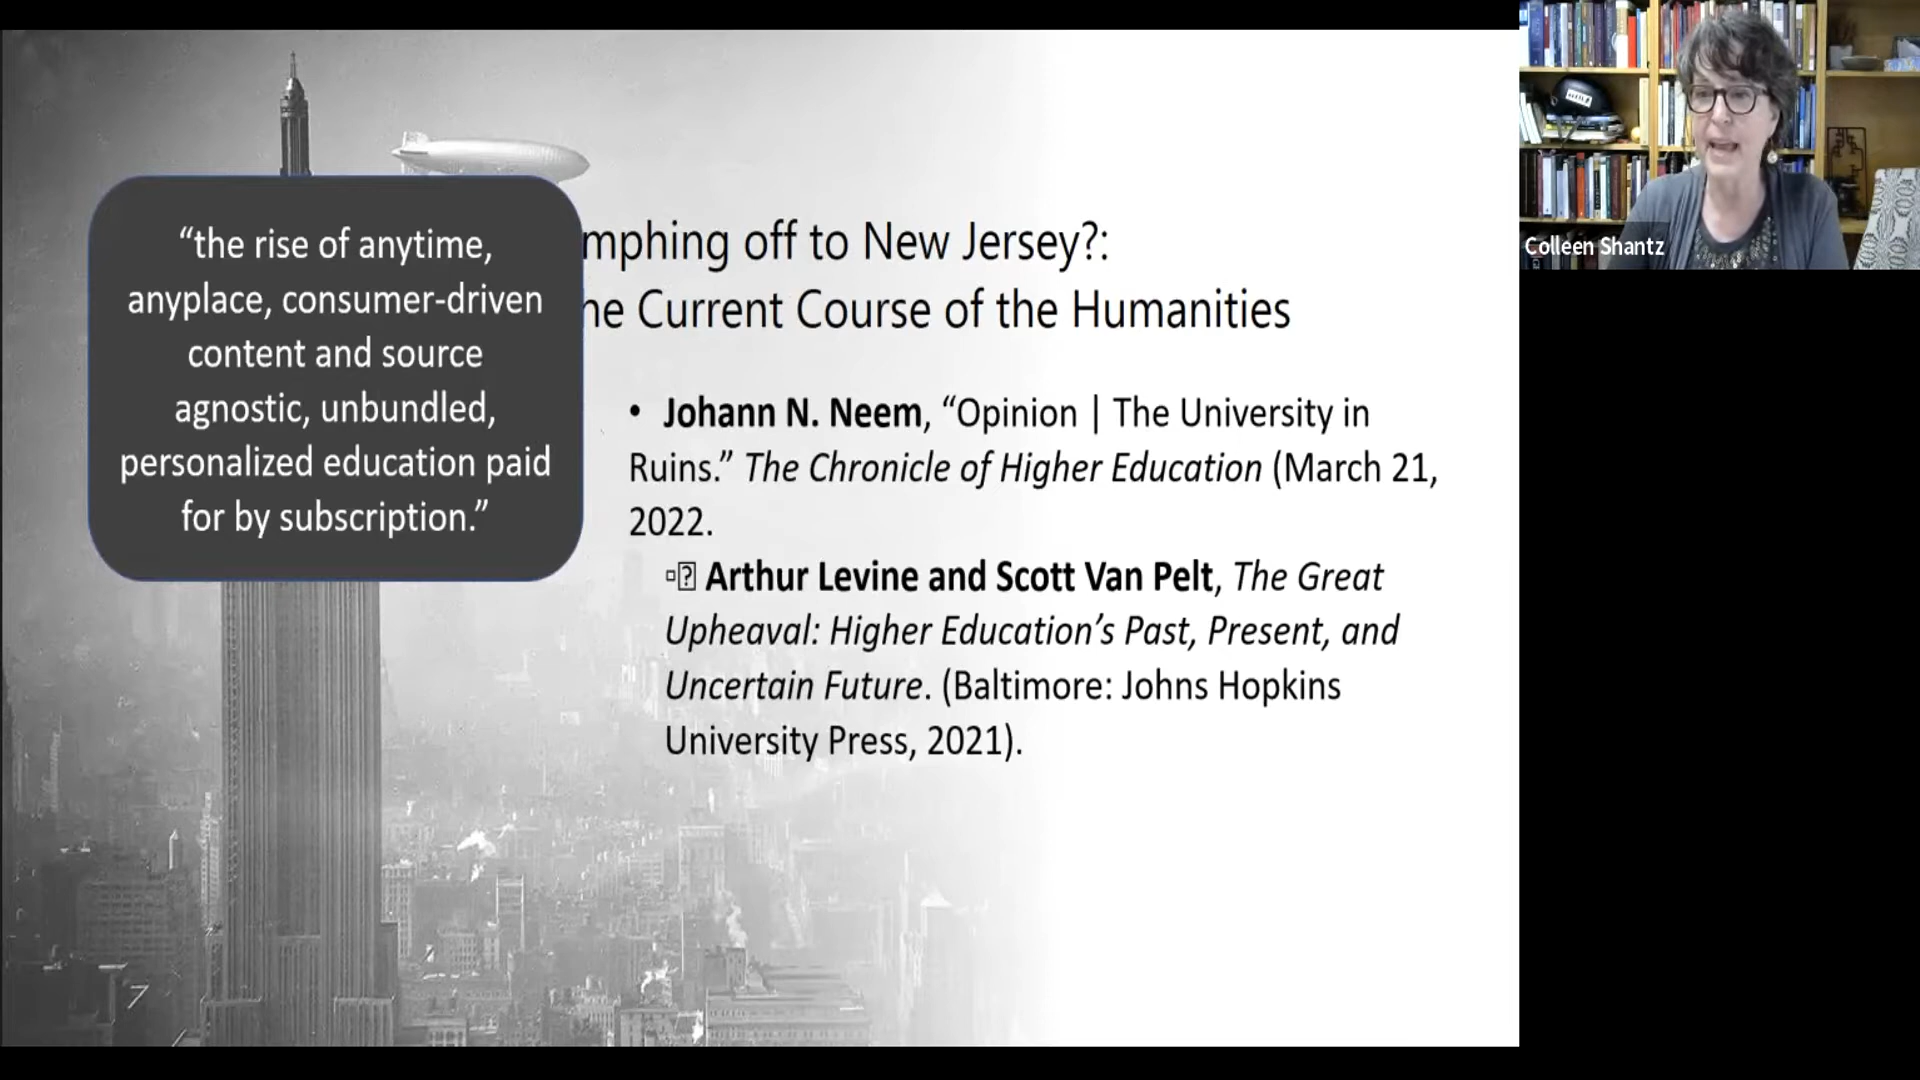 “the rise of anytime,
anyplace, consumer-driven
content and source
agnostic, unbundled,
personalized education paid
for by subscription.”
mphing off to New Jersey?:
he Current Course of the Humanities
• Johann N. Neem, “Opinion | The University in
Ruins.” The Chronicle of Higher Education (March 21,
2022.
Arthur Levine and Scott Van Pelt, The Great
Upheaval: Higher Education’s Past, Present, and
Uncertain Future. (Baltimore: Johns Hopkins
University Press, 2021).
Colleen Shantz